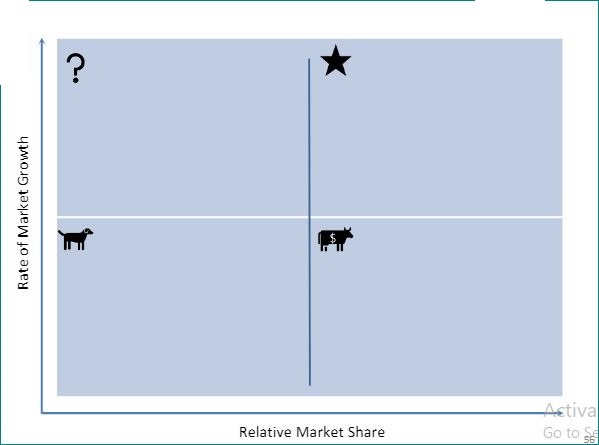 ?
$
Rate of Market Growth
Relative Market Share
Activa
Go to Se
56